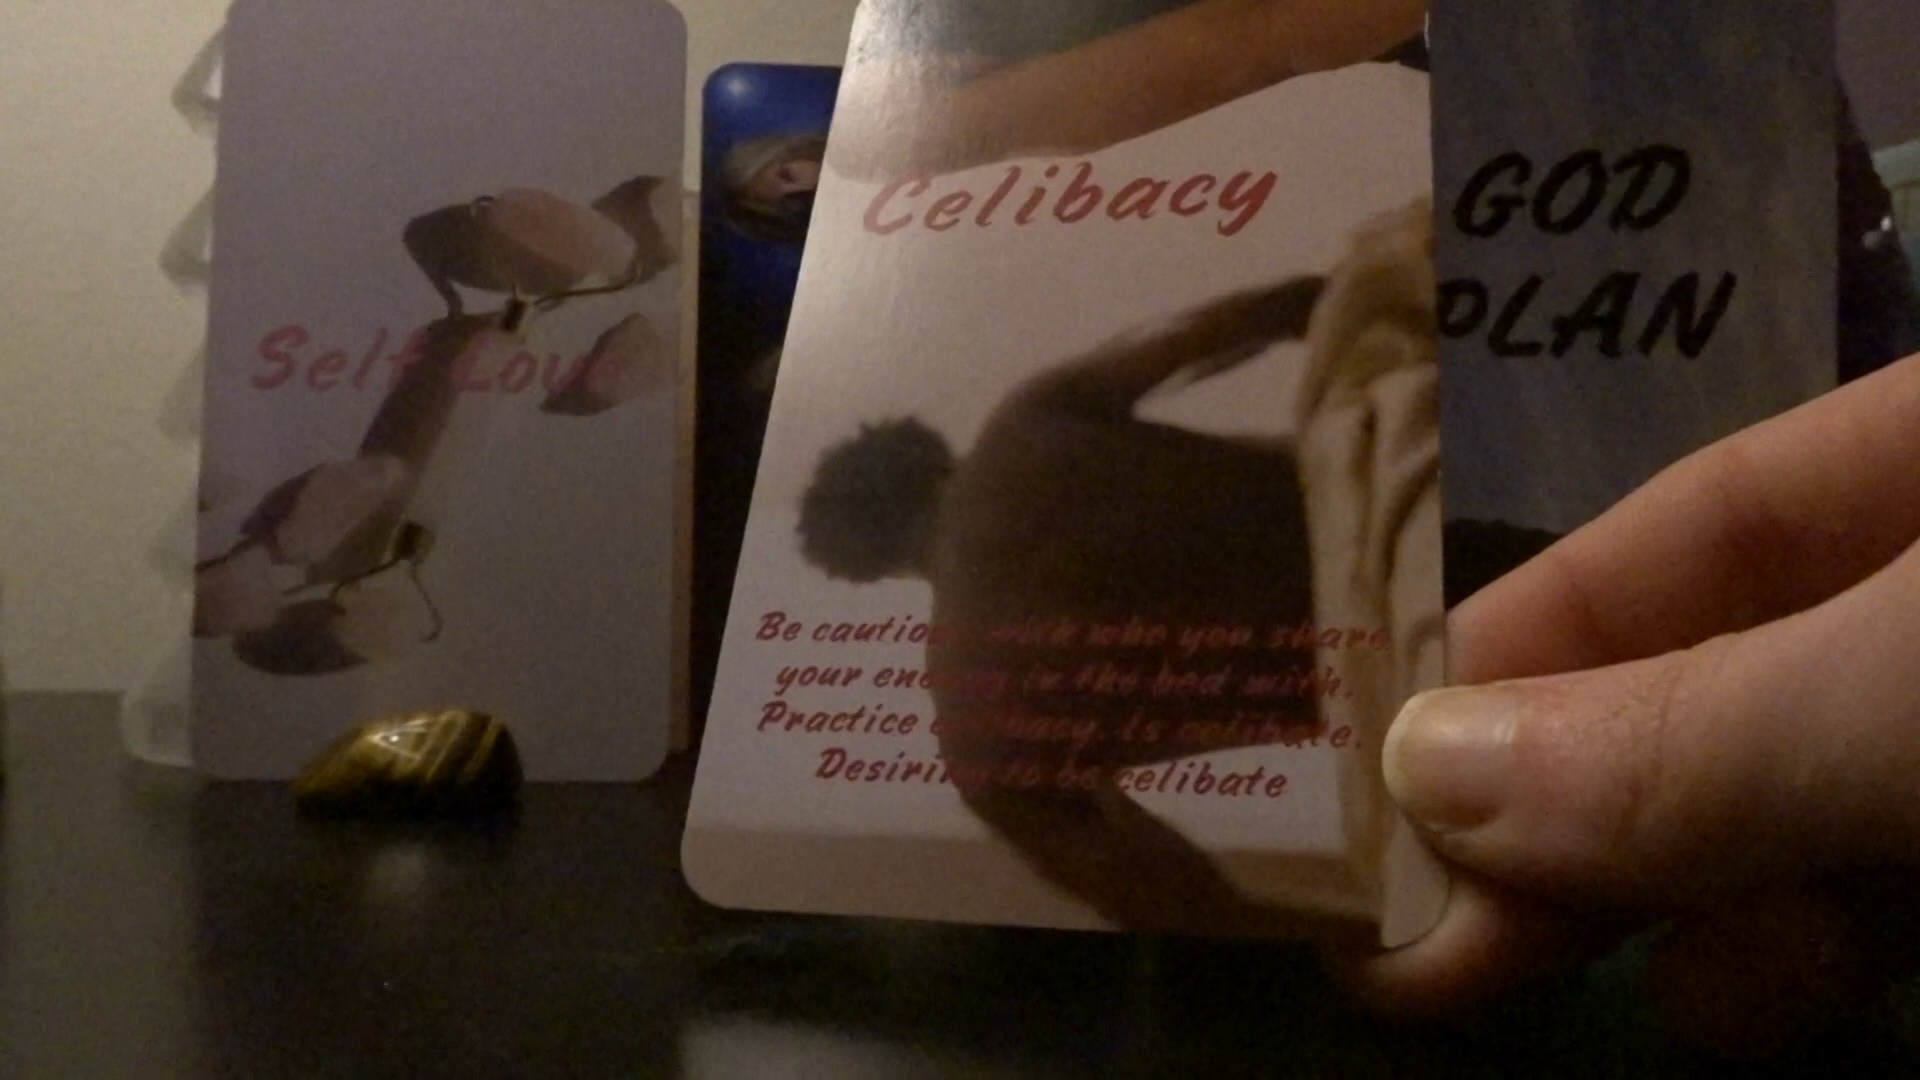 Self Love
Celibacy
Be cautious with who you share
your energy in the bed with.
Practice celibacy. Is celibate.
Desiring to be celibate
GOD
PLAN